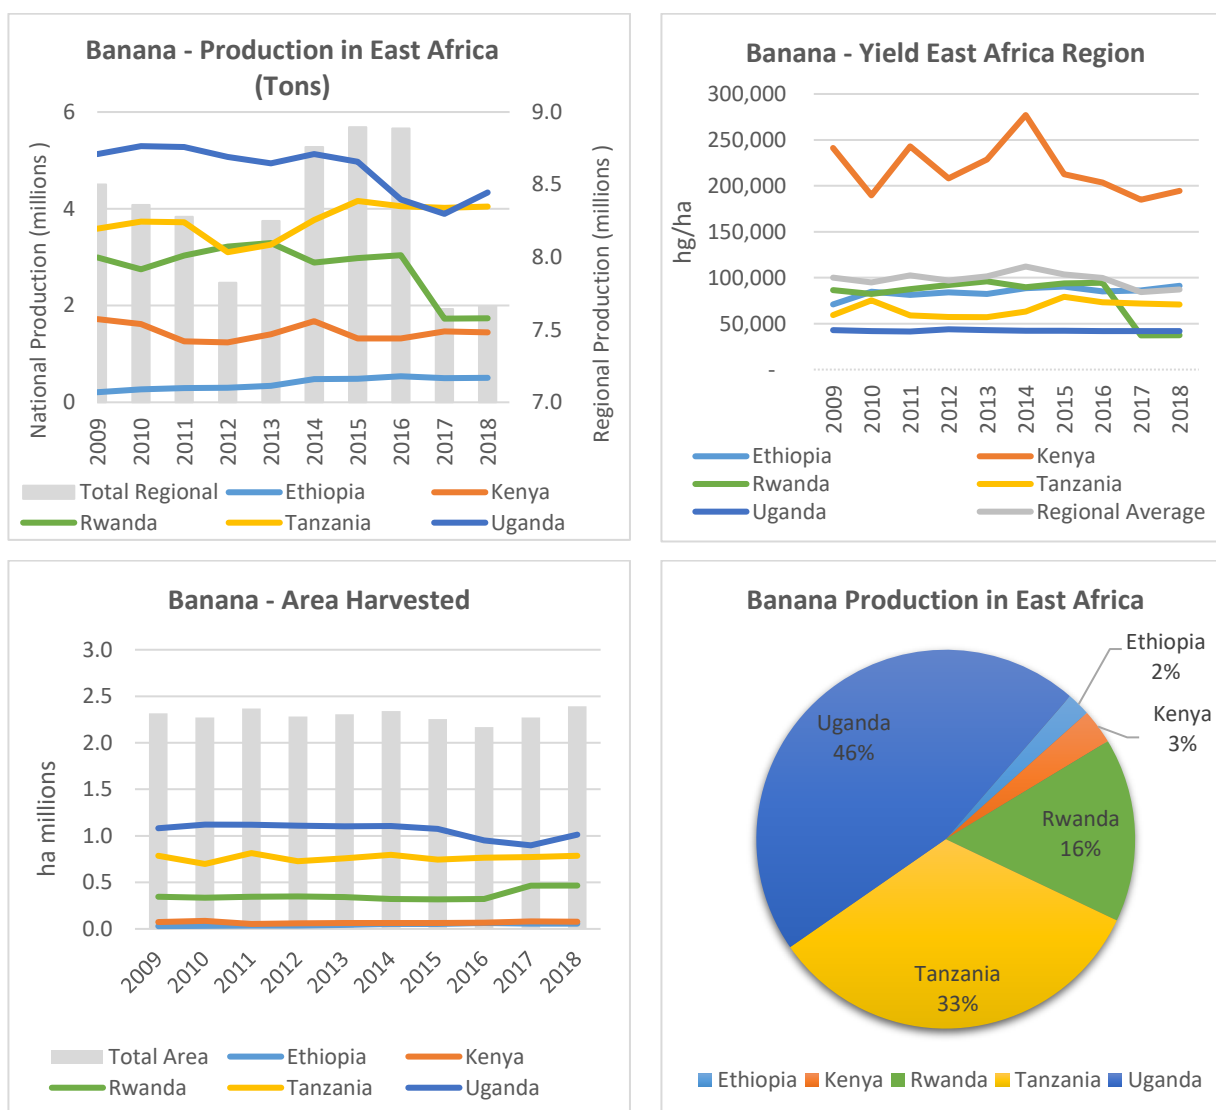 Banana - Production in East Africa
(Tons)
National Production (millions )
6
4
2
0
9.0
8.5
8.0
7.5
7.0
Regional Production (millions )
2009
2010
2011
2012
2013
2014
2015
2016
2017
2018
Total Regional
Ethiopia
Kenya
Rwanda
Tanzania
Uganda
Banana - Yield East Africa Region
hg/ha
300,000
250,000
200,000
150,000
100,000
50,000
-
2009
2010
2011
2012
2013
2014
2015
2016
2017
2018
Ethiopia
Kenya
Rwanda
Tanzania
Uganda
Regional Average
Banana - Area Harvested
ha millions
3.0
2.5
2.0
1.5
1.0
0.5
0.0
2009
2010
2011
2012
2013
2014
2015
2016
2017
2018
Total Area
Ethiopia
Kenya
Rwanda
Tanzania
Uganda
Banana Production in East Africa
Ethiopia
2%
Kenya
3%
Rwanda
16%
Tanzania
33%
Uganda
46%
Ethiopia
Kenya
Rwanda
Tanzania
Uganda